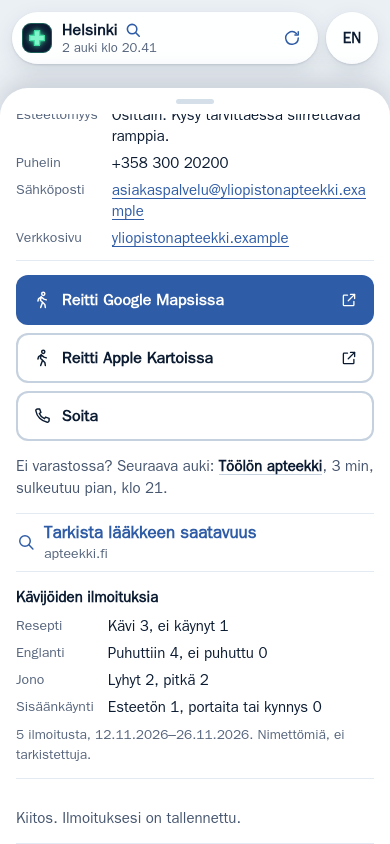 Helsinki
2 auki klo 20.41
EN
Esteettömyys Osittain. Kysy tarvittaessa siirrettävää
ramppia.
Puhelin +358 300 20200
Sähköposti asiakaspalvelu@yliopistonapteekki.exa
mple
Verkkosivu yliopistonapteekki.example
Reitti Google Mapsissa
Reitti Apple Kartoissa
Soita
Ei varastossa? Seuraava auki: Töölön apteekki, 3 min,
sulkeutuu pian, klo 21.
Tarkista lääkkeen saatavuus
apteekki.fi
Kävijöiden ilmoituksia
Resepti Kävi 3, ei käynyt 1
Englanti Puhuttiin 4, ei puhuttu 0
Jono Lyhyt 2, pitkä 2
Sisäänkäynti Esteetön 1, portaita tai kynnys 0
5 ilmoitusta, 12.11.2026–26.11.2026. Nimettömiä, ei
tarkistettuja.
Kiitos. Ilmoituksesi on tallennettu.